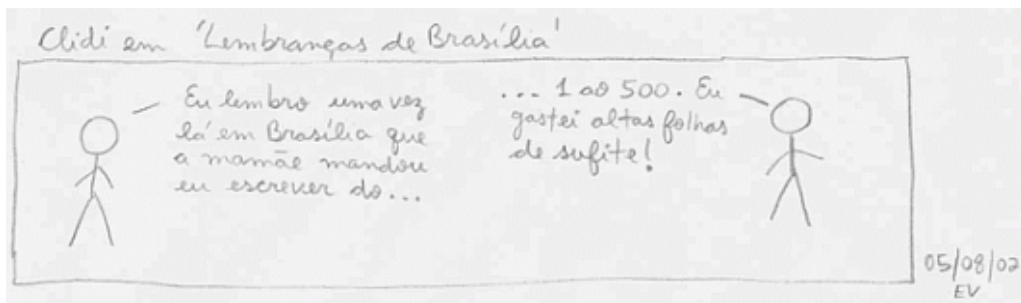 Clidi em 'Lembranças de Brasília'
Eu lembro uma vez
lá em Brasília que
a mamãe mandou
eu escrever do...
... 1 ao 500. Eu
gastei altas folhas
de sufite!
05/08/02
EV